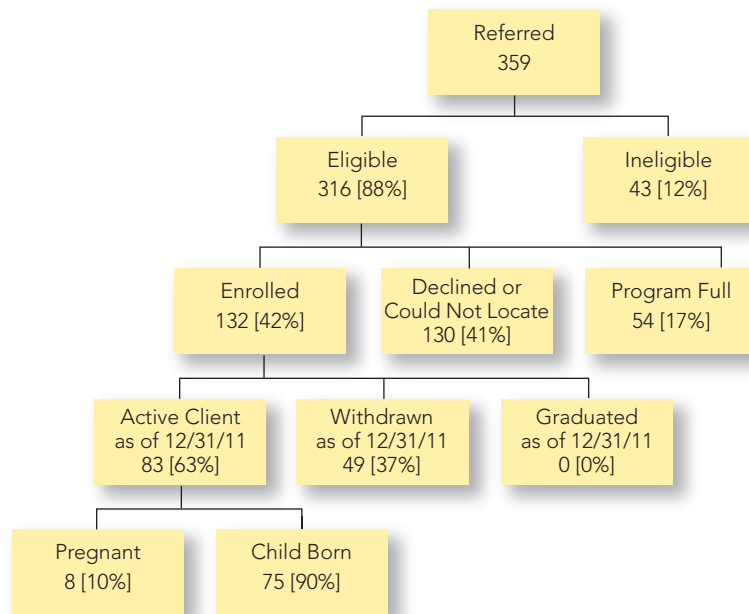 Referred
359
Eligible
316 [88%]
Ineligible
43 [12%]
Enrolled
132 [42%]
Declined or
Could Not Locate
130 [41%]
Program Full
54 [17%]
Active Client
as of 12/31/11
83 [63%]
Withdrawn
as of 12/31/11
49 [37%]
Graduated
as of 12/31/11
0 [0%]
Pregnant
8 [10%]
Child Born
75 [90%]